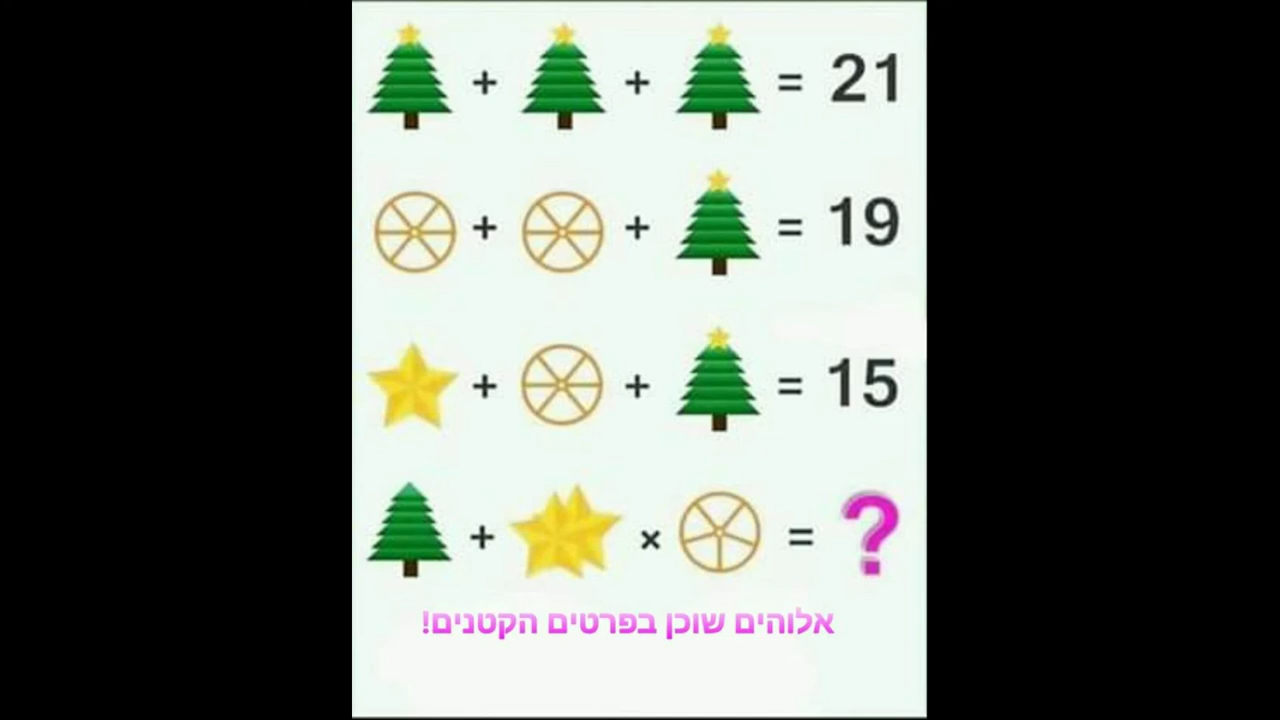 + + = 21
+ + = 19
+ + = 15
+ × = ?
אלוהים שוכן בפרטים הקטנים!